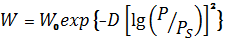 W = W₀exp{-D [lg(P/P_S)]²}